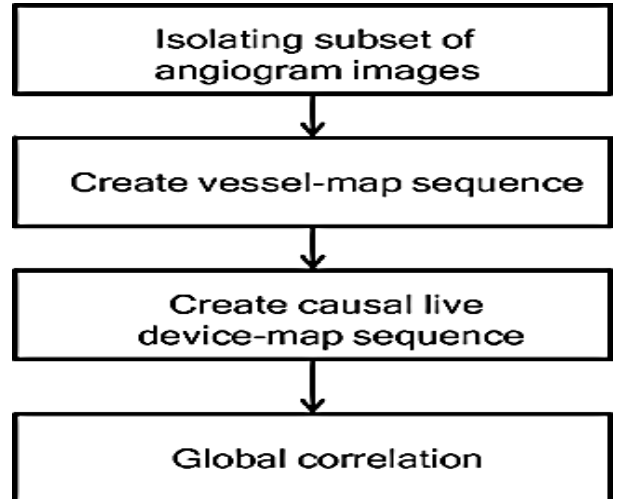 Isolating subset of
angiogram images
Create vessel-map sequence
Create causal live
device-map sequence
Global correlation